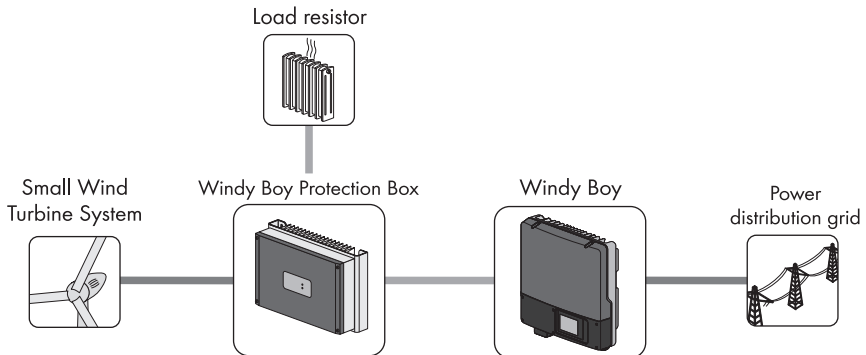 Load resistor
Small Wind
Turbine System
Windy Boy Protection Box
Windy Boy
Power
distribution grid